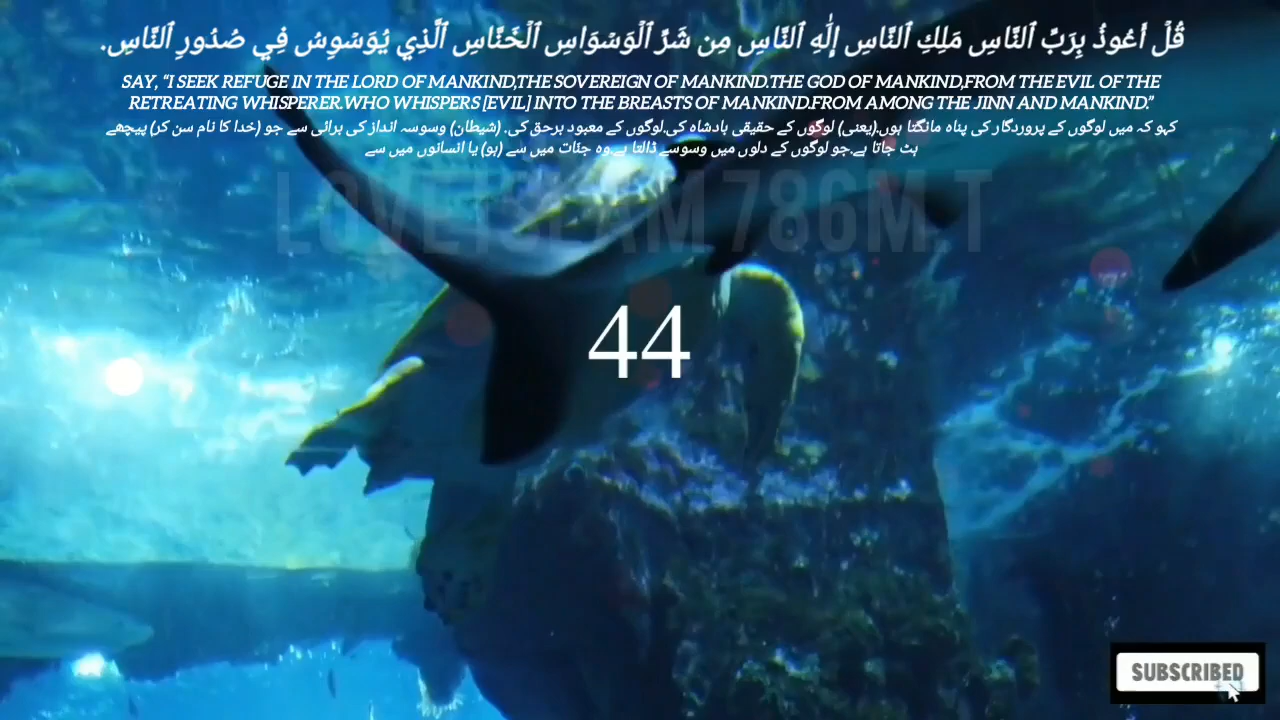 قُلْ أَعُوذُ بِرَبِّ ٱلنَّاسِ مَلِكِ ٱلنَّاسِ إِلَٰهِ ٱلنَّاسِ مِن شَرِّ ٱلْوَسْوَاسِ ٱلْخَنَّاسِ ٱلَّذِي يُوَسْوِسُ فِي صُدُورِ ٱلنَّاسِ.
SAY, “I SEEK REFUGE IN THE LORD OF MANKIND,THE SOVEREIGN OF MANKIND.THE GOD OF MANKIND,FROM THE EVIL OF THE
RETREATING WHISPERER.WHO WHISPERS [EVIL] INTO THE BREASTS OF MANKIND.FROM AMONG THE JINN AND MANKIND.”
کہو کہ میں لوگوں کے پروردگار کی پناہ مانگتا ہوں.(یعنی) لوگوں کے حقیقی بادشاہ کی.لوگوں کے معبود برحق کی. (شیطان) وسوسہ انداز کی برائی سے جو (خدا کا نام سن کر) پیچھے
ہٹ جاتا ہے.جو لوگوں کے دلوں میں وسوسے ڈالتا ہے.وہ جنّات میں سے (ہو) یا انسانوں میں سے
LOVE ISLAM 786M T
44
SUBSCRIBED